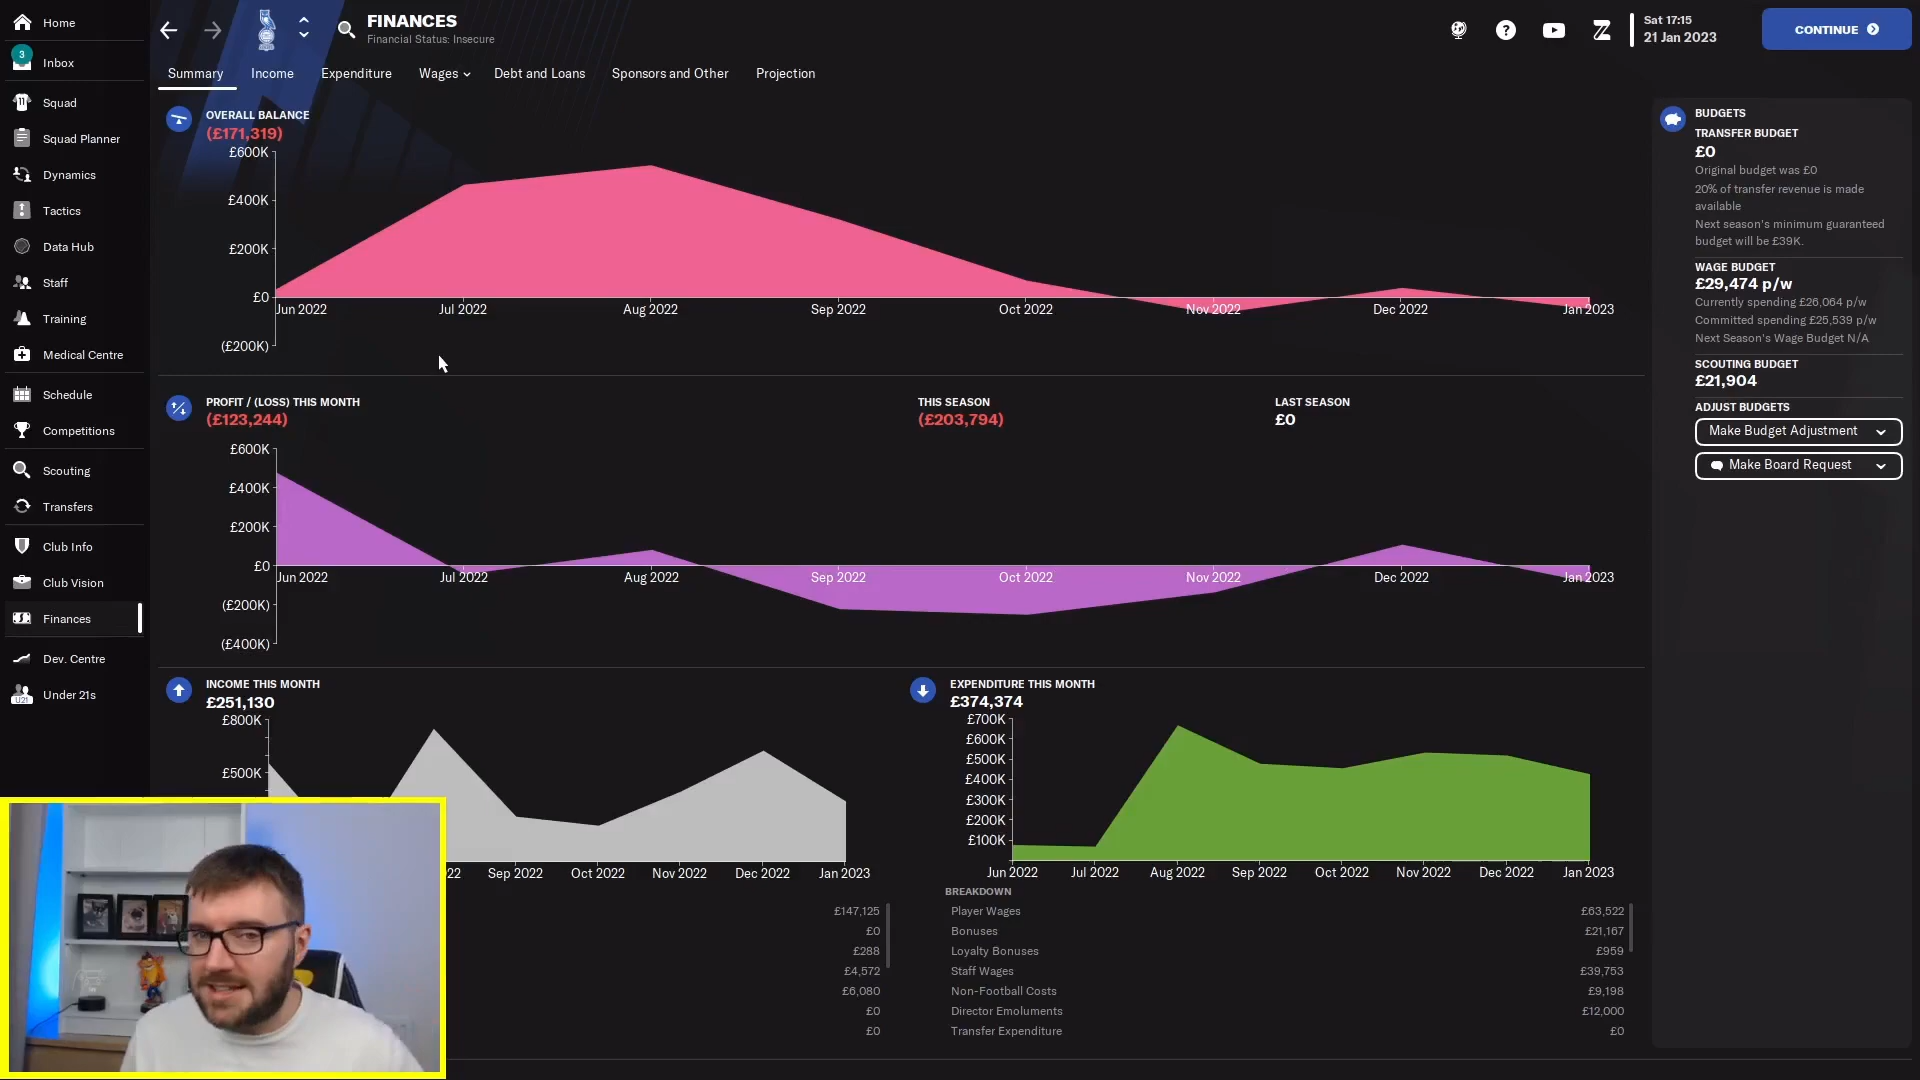 Home
3
Inbox
Squad
Squad Planner
Dynamics
Tactics
Data Hub
Staff
Training
Medical Centre
Schedule
Competitions
Scouting
Transfers
Club Info
Club Vision
Finances
Dev. Centre
U21
Under 21s
FINANCES
Financial Status: Insecure
Sat 17:15
21 Jan 2023
CONTINUE
Summary
Income
Expenditure
Wages
Debt and Loans
Sponsors and Other
Projection
OVERALL BALANCE
(£171,319)
£600K
£400K
£200K
£0
(£200K)
Jun 2022
Jul 2022
Aug 2022
Sep 2022
Oct 2022
Nov 2022
Dec 2022
Jan 2023
PROFIT / (LOSS) THIS MONTH
(£123,244)
THIS SEASON
(£203,794)
LAST SEASON
£0
£600K
£400K
£200K
£0
(£200K)
(£400K)
Jun 2022
Jul 2022
Aug 2022
Sep 2022
Oct 2022
Nov 2022
Dec 2022
Jan 2023
INCOME THIS MONTH
£251,130
£800K
£500K
22
Sep 2022
Oct 2022
Nov 2022
Dec 2022
Jan 2023
£147,125
£0
£288
£4,572
£6,080
£0
£0
EXPENDITURE THIS MONTH
£374,374
£700K
£600K
£500K
£400K
£300K
£200K
£100K
Jun 2022
Jul 2022
Aug 2022
Sep 2022
Oct 2022
Nov 2022
Dec 2022
Jan 2023
BREAKDOWN
Player Wages £63,522
Bonuses £21,167
Loyalty Bonuses £959
Staff Wages £39,753
Non-Football Costs £9,198
Director Emoluments £12,000
Transfer Expenditure £0
BUDGETS
TRANSFER BUDGET
£0
Original budget was £0
20% of transfer revenue is made
available
Next season's minimum guaranteed
budget will be £39K.
WAGE BUDGET
£29,474 p/w
Currently spending £26,064 p/w
Committed spending £25,539 p/w
Next Season's Wage Budget N/A
SCOUTING BUDGET
£21,904
ADJUST BUDGETS
Make Budget Adjustment
Make Board Request